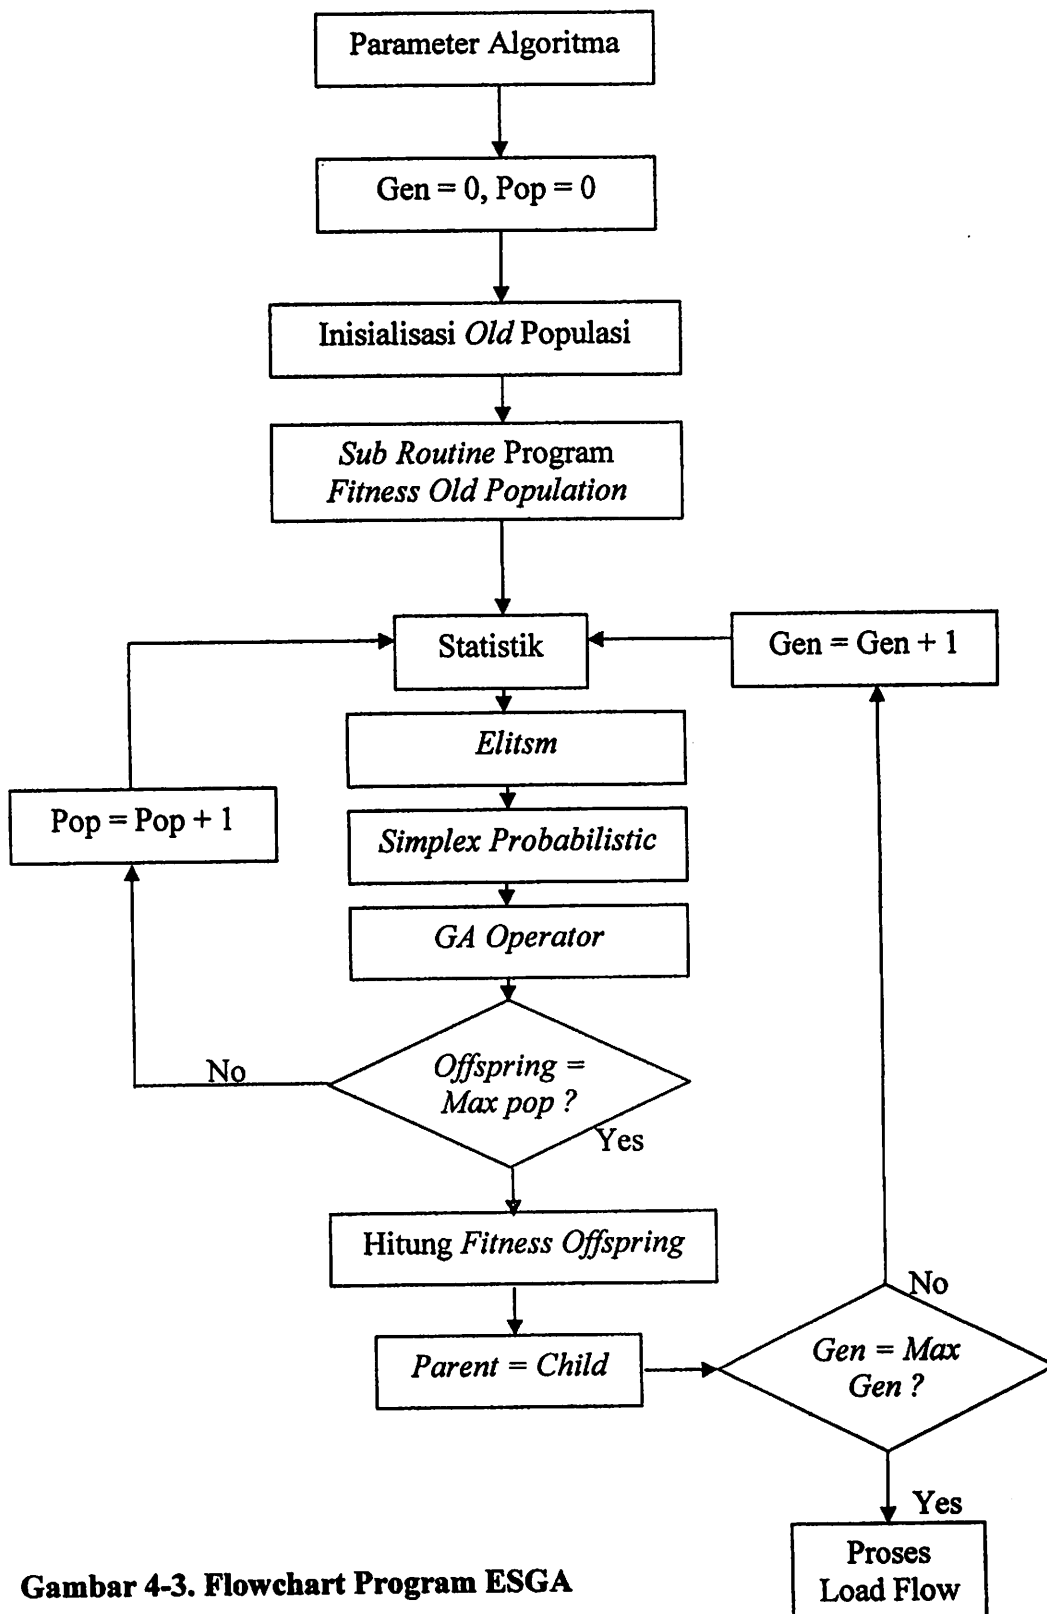 Parameter Algoritma
Gen = 0, Pop = 0
Inisialisasi Old Populasi
Sub Routine Program
Fitness Old Population
Statistik
Gen = Gen + 1
Elitsm
Pop = Pop + 1
Simplex Probabilistic
GA Operator
No
Offspring =
Max pop ?
Yes
Hitung Fitness Offspring
No
Parent = Child
Gen = Max
Gen ?
Yes
Proses
Load Flow
Gambar 4-3. Flowchart Program ESGA